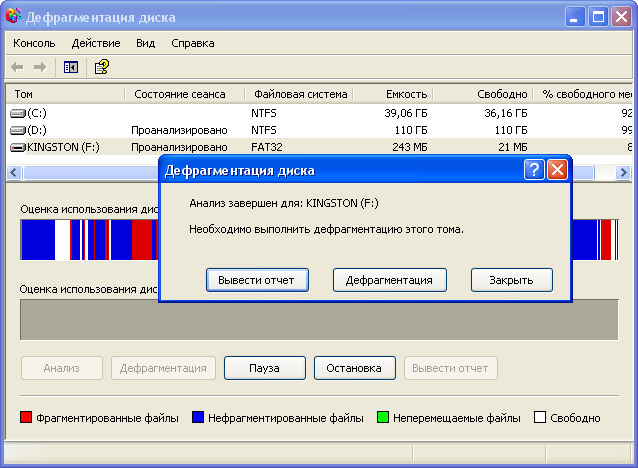 Дефрагментация диска
Консоль Действие Вид Справка
Том Состояние сеанса Файловая система Емкость Свободно % свободного
(C:) NTFS 39,06 ГБ 36,16 ГБ 92
(D:) Проанализировано NTFS 110 ГБ 110 ГБ 99
KINGSTON (F:) Проанализировано FAT32 243 МБ 21 МБ 8
Дефрагментация диска
Анализ завершен для: KINGSTON (F:)
Необходимо выполнить дефрагментацию этого тома.
Вывести отчет Дефрагментация Закрыть
Оценка использования
Оценка использования
Анализ Дефрагментация Пауза Остановка Вывести отчет
Фрагментированные файлы Нефрагментированные файлы Неперемещаемые файлы Свободно